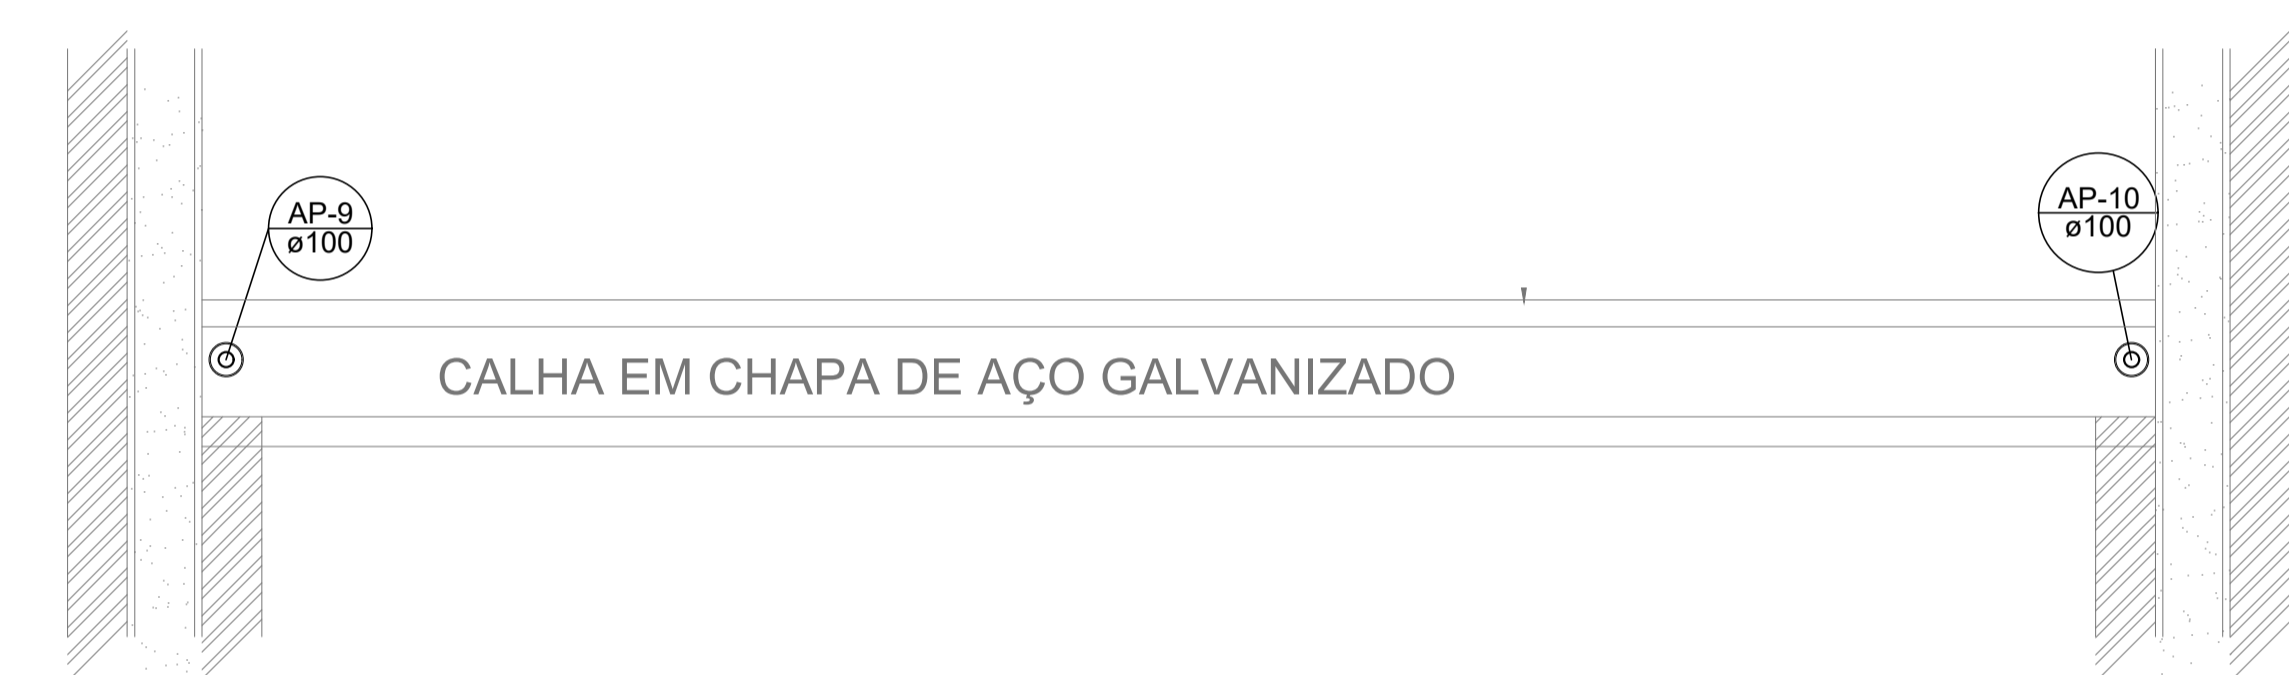 AP-9
ø100
AP-10
ø100
CALHA EM CHAPA DE AÇO GALVANIZADO